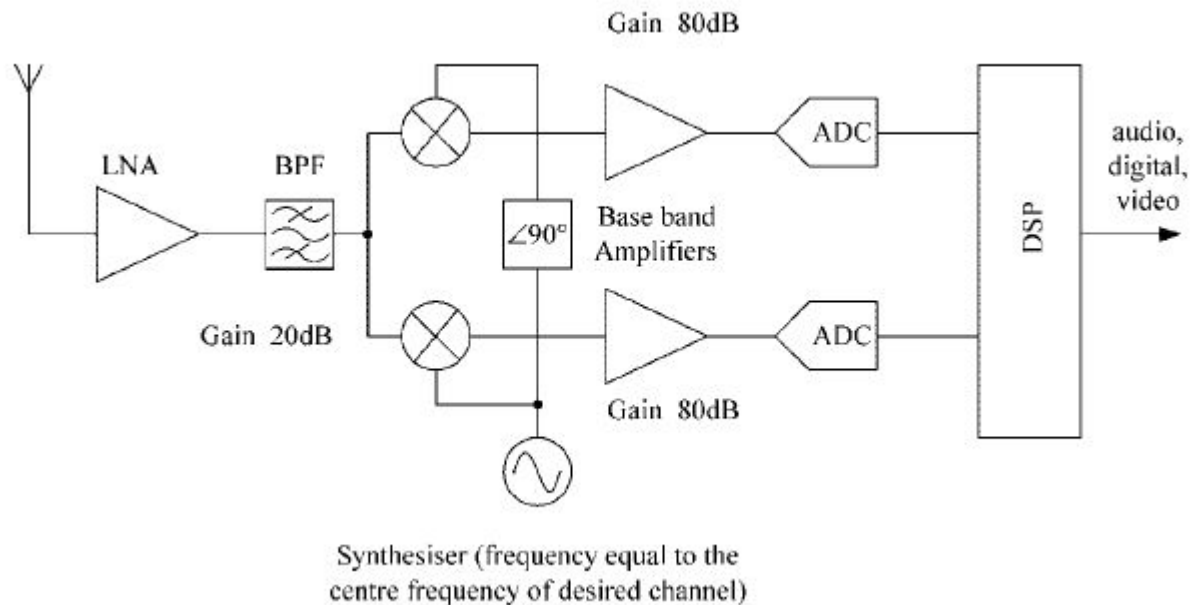 Gain 80dB
LNA
BPF
ADC
audio,
digital,
video
∠90°
Base band
Amplifiers
DSP
Gain 20dB
ADC
Gain 80dB
Synthesiser (frequency equal to the
centre frequency of desired channel)